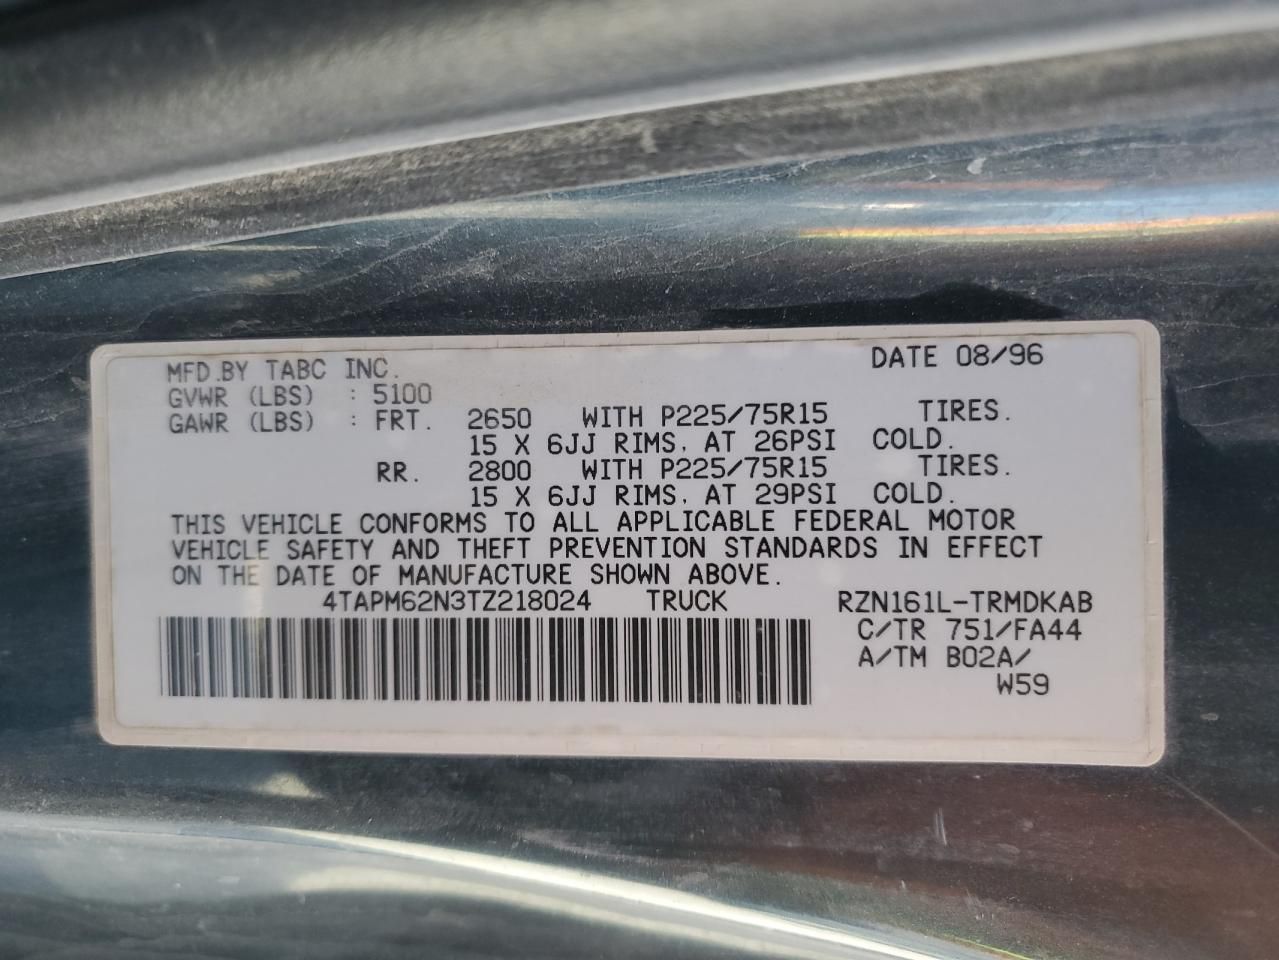 MFD.BY TABC INC. DATE 08/96
GVWR (LBS) : 5100
GAWR (LBS) : FRT. 2650 WITH P225/75R15 TIRES.
15 X 6JJ RIMS, AT 26PSI COLD.
RR. 2800 WITH P225/75R15 TIRES.
15 X 6JJ RIMS, AT 29PSI COLD.
THIS VEHICLE CONFORMS TO ALL APPLICABLE FEDERAL MOTOR
VEHICLE SAFETY AND THEFT PREVENTION STANDARDS IN EFFECT
ON THE DATE OF MANUFACTURE SHOWN ABOVE.
4TAPM62N3TZ218024 TRUCK RZN161L-TRMDKAB
C/TR 751/FA44
A/TM B02A/
W59